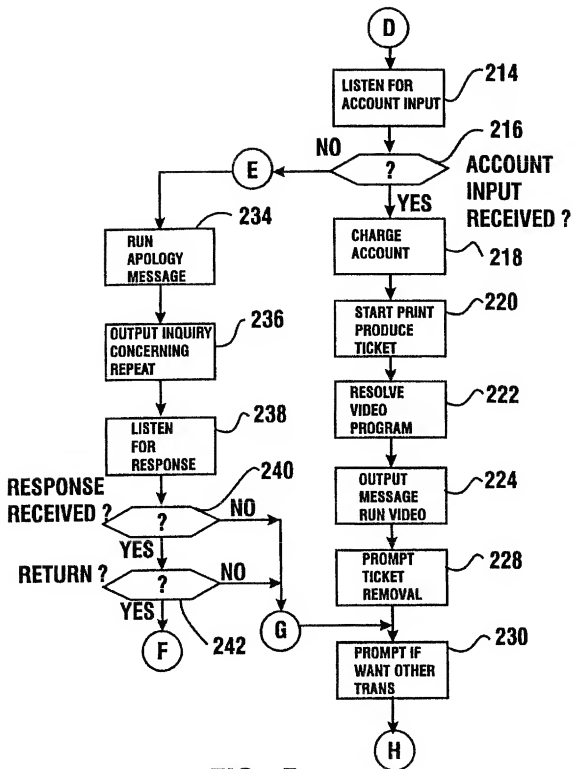 D
LISTEN FOR
ACCOUNT INPUT
214
216
NO
?
ACCOUNT
INPUT
RECEIVED ?
YES
E
CHARGE
ACCOUNT
218
START PRINT
PRODUCE
TICKET
220
RESOLVE
VIDEO
PROGRAM
222
OUTPUT
MESSAGE
RUN VIDEO
224
PROMPT
TICKET
REMOVAL
228
PROMPT IF
WANT OTHER
TRANS
230
H
RUN
APOLOGY
MESSAGE
234
OUTPUT INQUIRY
CONCERNING
REPEAT
236
LISTEN
FOR
RESPONSE
238
RESPONSE
RECEIVED ?
240
?
NO
YES
RETURN ?
?
NO
YES
242
F
G